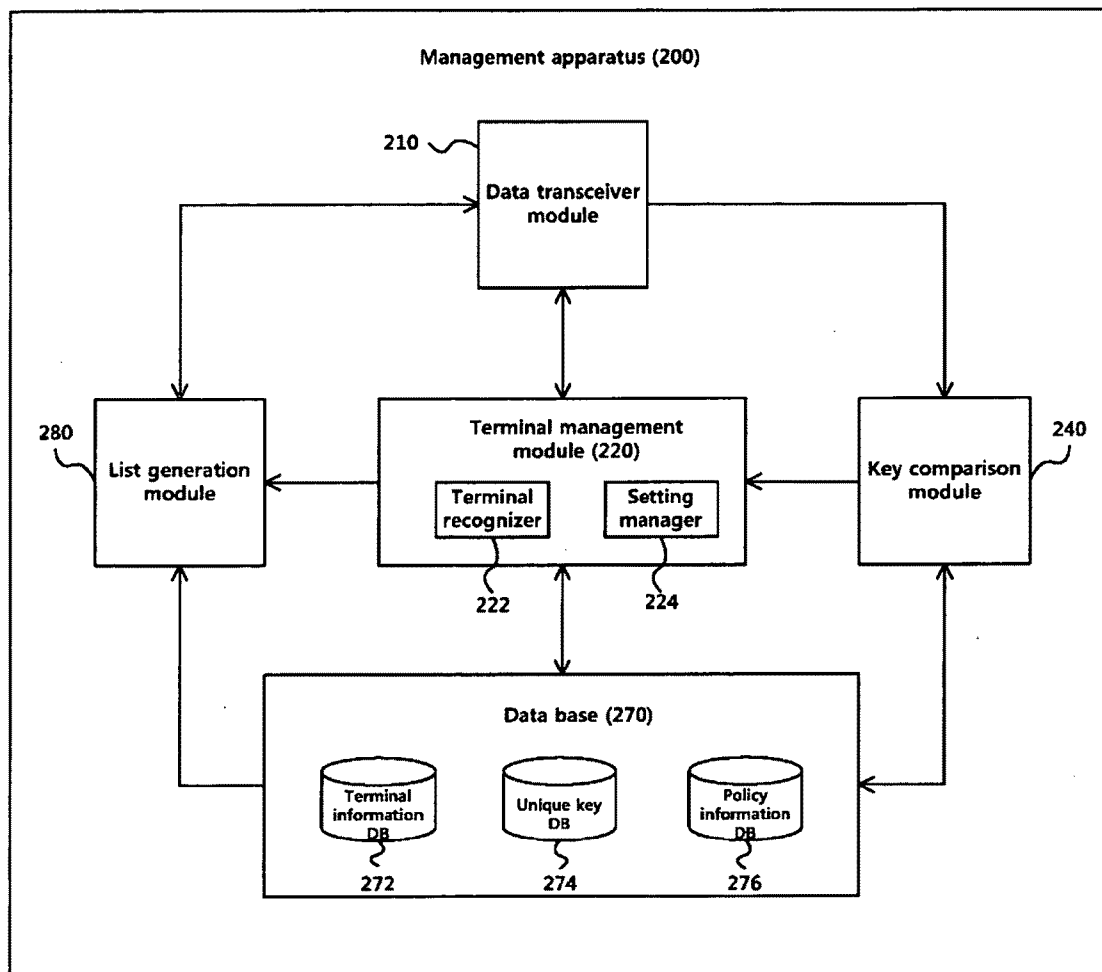 Management apparatus (200)
210
Data transceiver
module
280
List generation
module
Terminal management
module (220)
Terminal
recognizer
Setting
manager
222
224
240
Key comparison
module
Data base (270)
Terminal
information
DB
Unique key
DB
Policy
information
DB
272
274
276